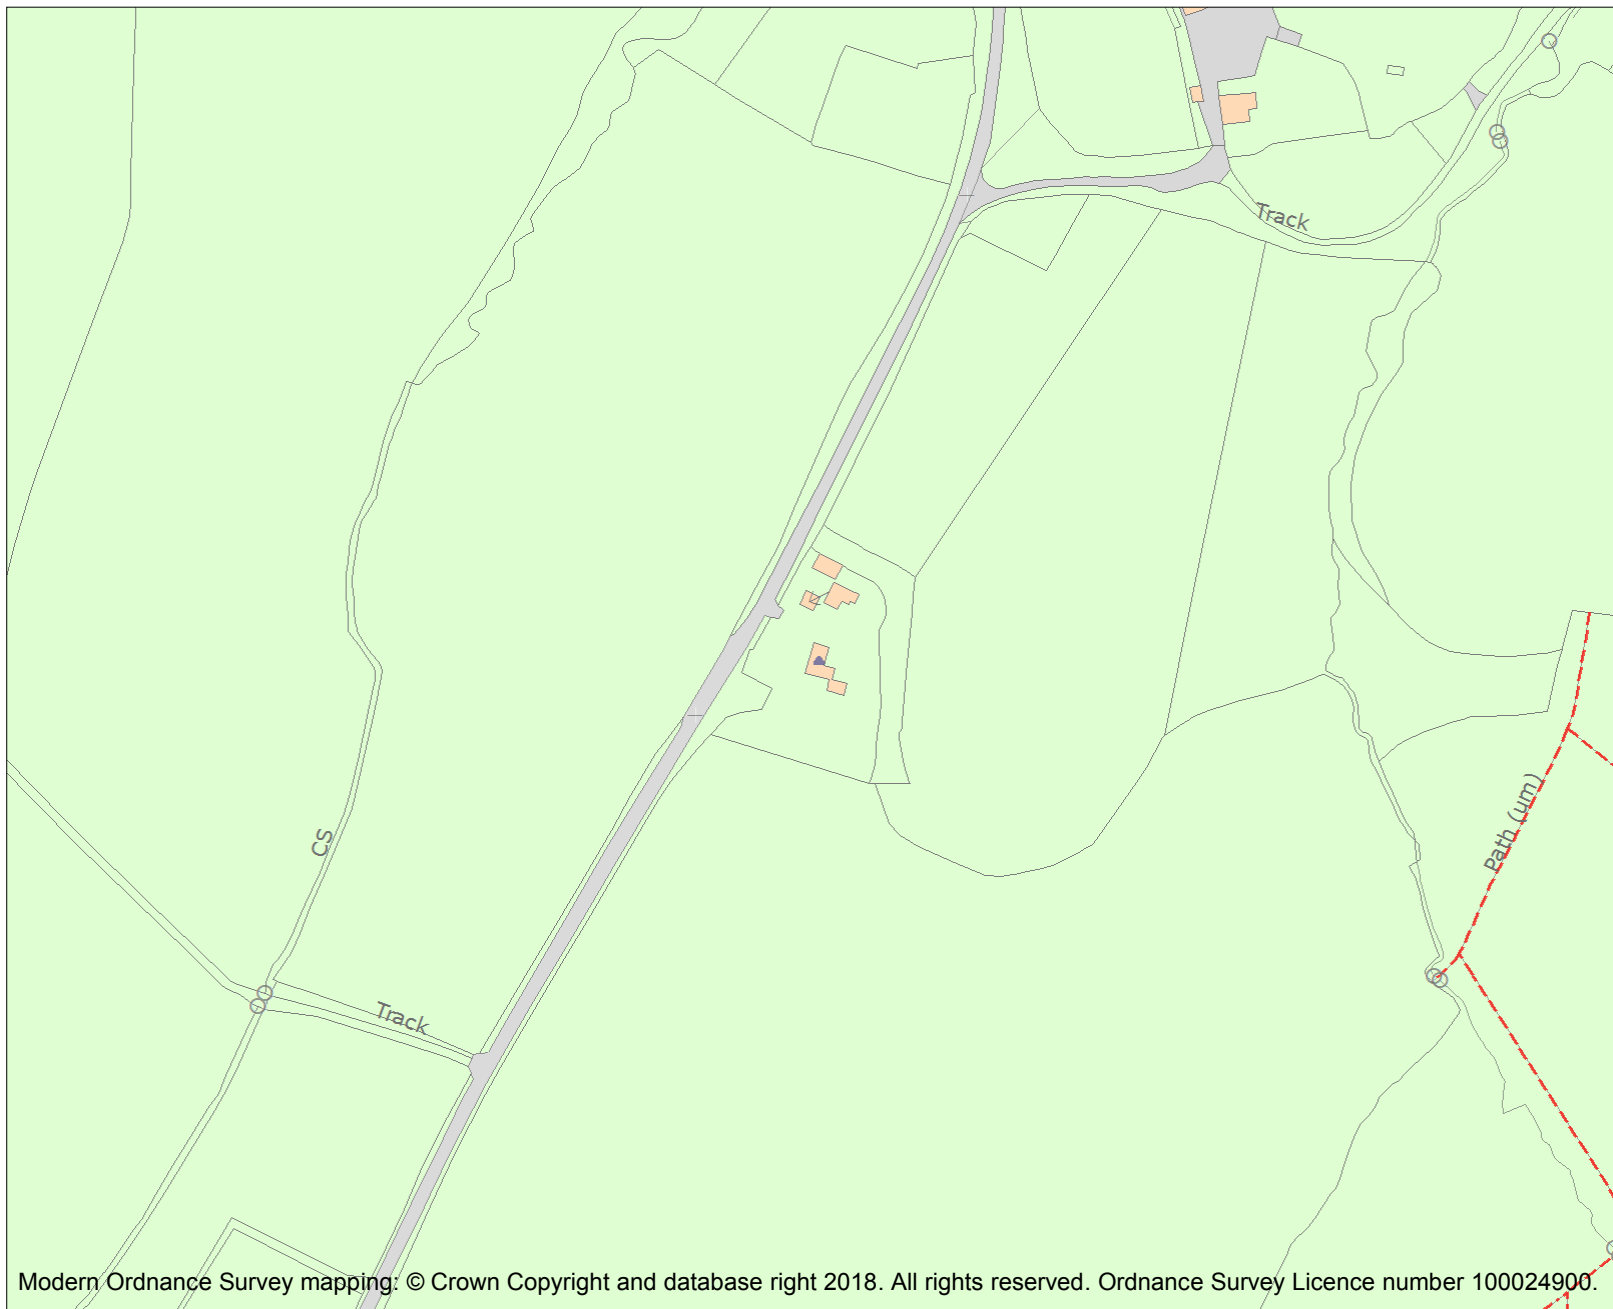 Track
Path (um)
CS
Track
Modern Ordnance Survey mapping: © Crown Copyright and database right 2018. All rights reserved. Ordnance Survey Licence number 100024900.